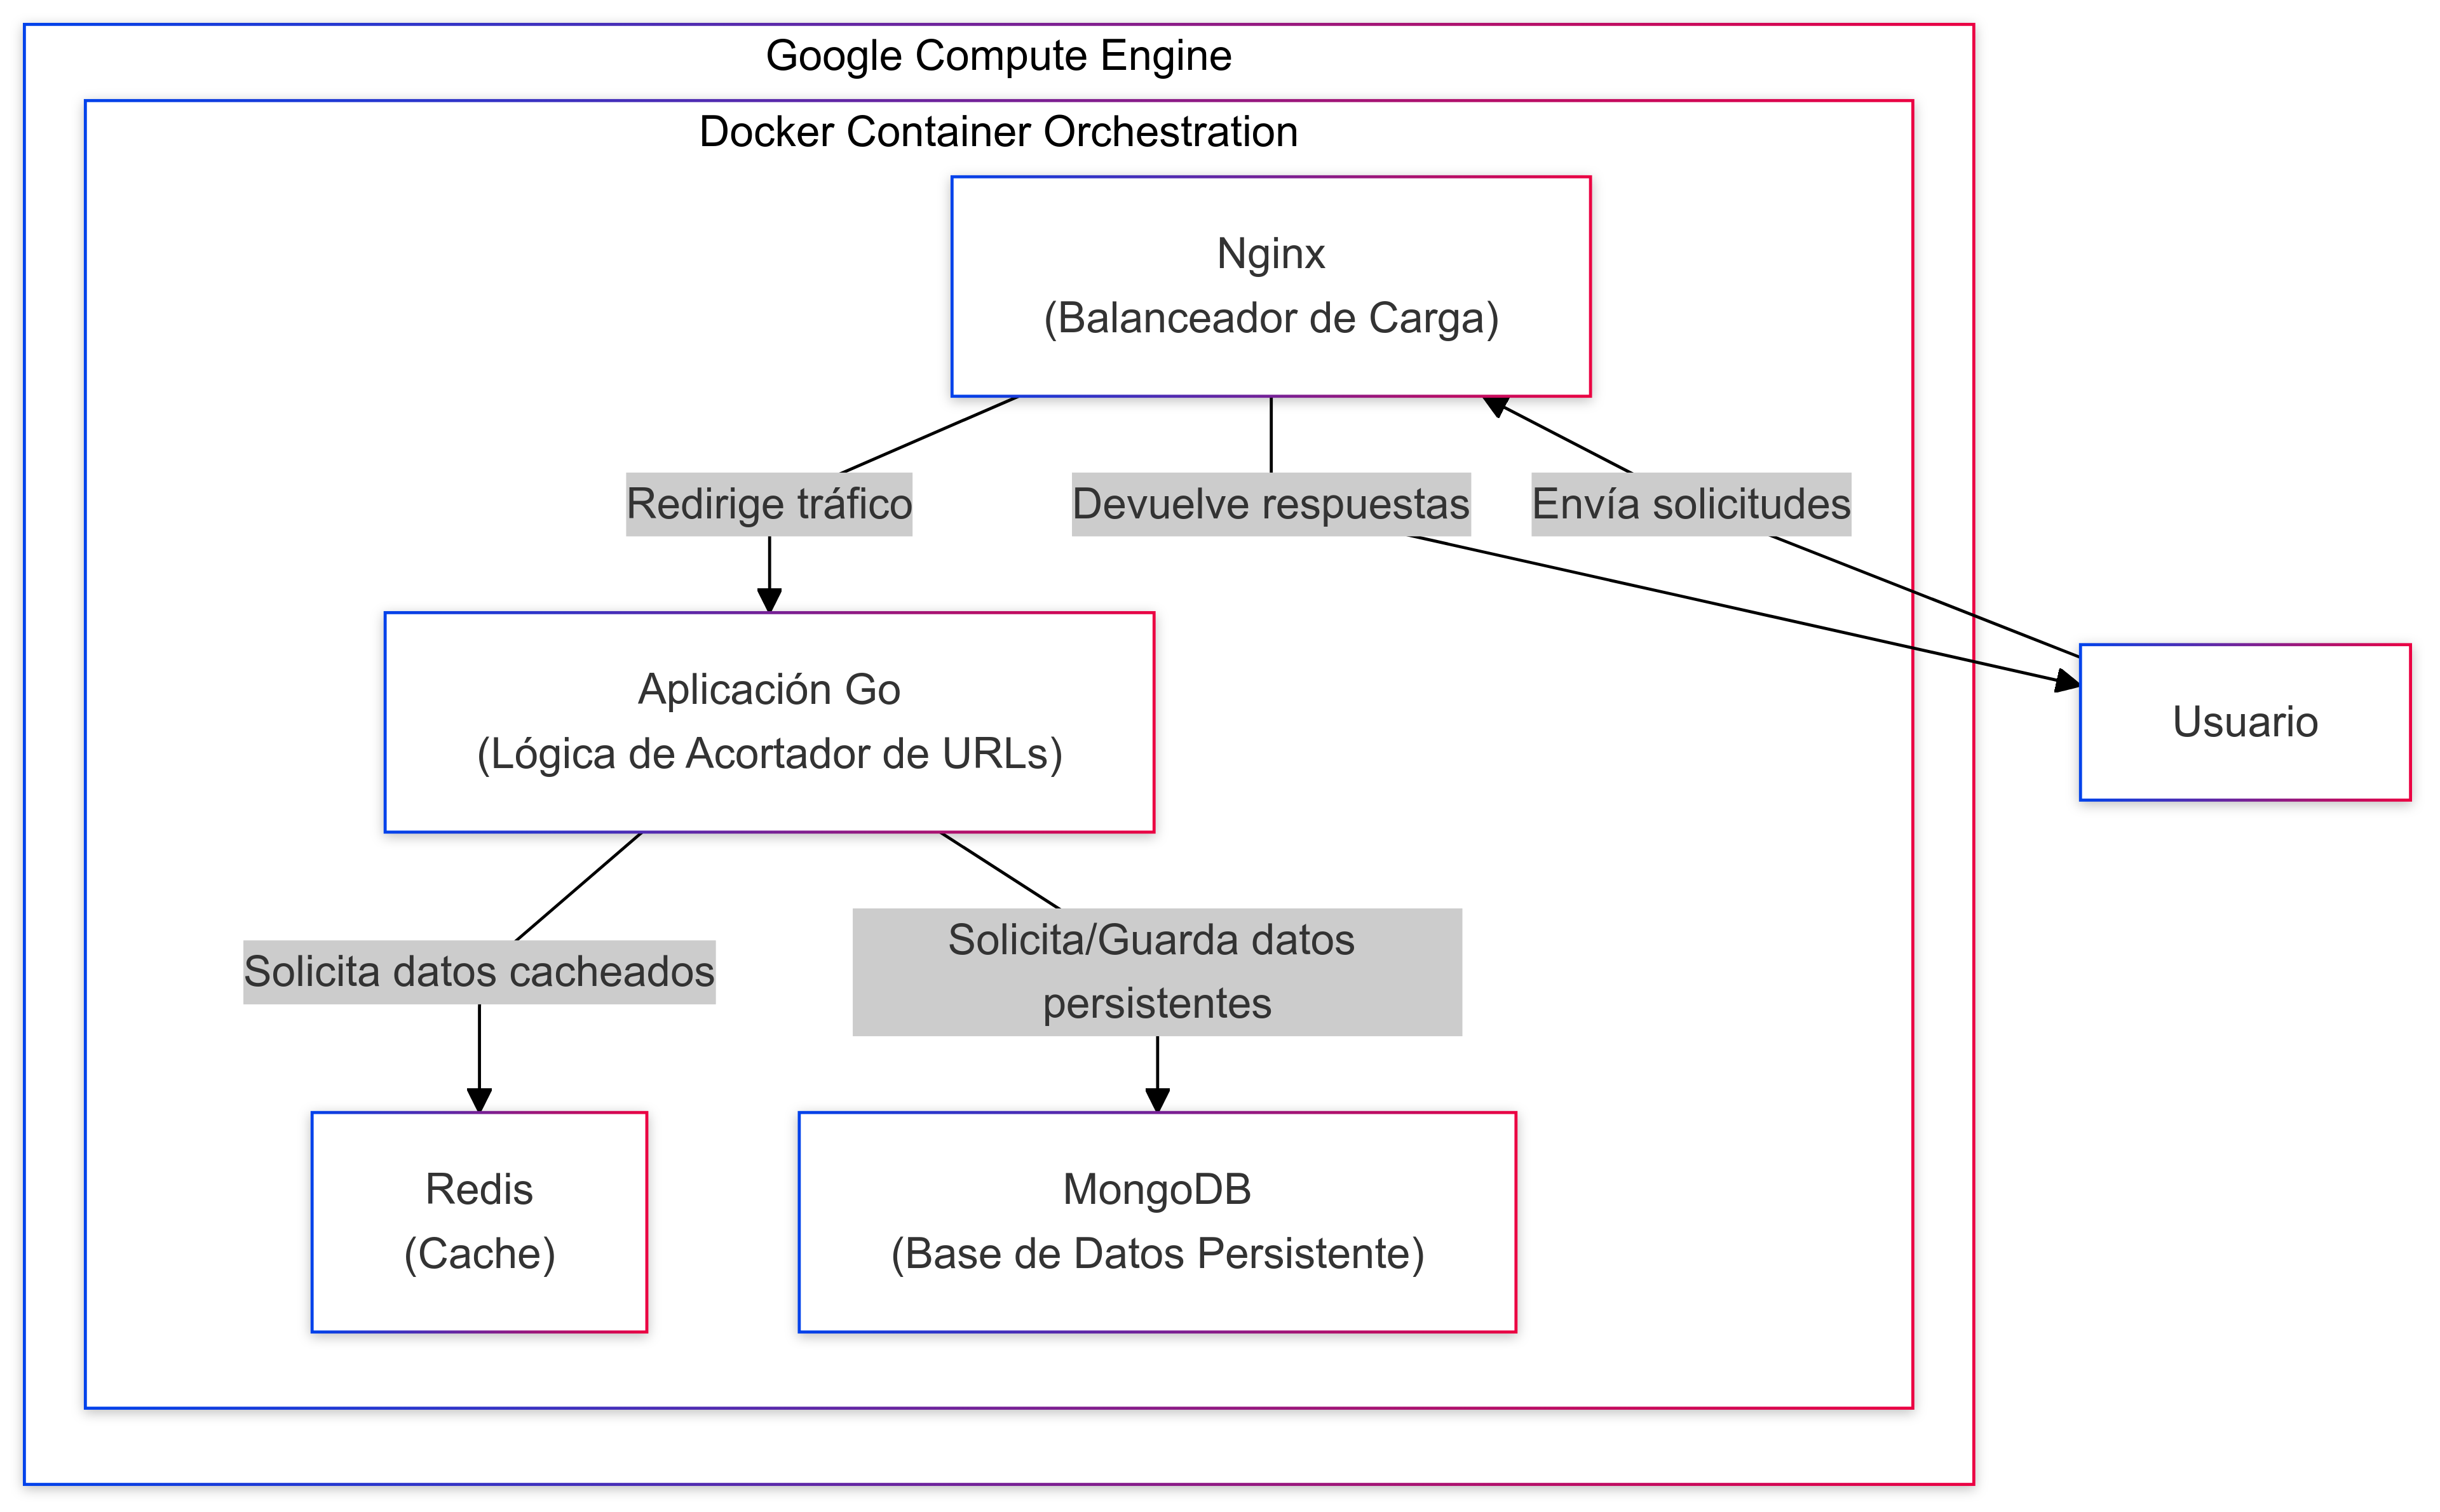 Google Compute Engine
Docker Container Orchestration
Nginx
(Balanceador de Carga)
Redirige tráfico
Devuelve respuestas
Envía solicitudes
Aplicación Go
(Lógica de Acortador de URLs)
Usuario
Solicita datos cacheados
Solicita/Guarda datos
persistentes
Redis
(Cache)
MongoDB
(Base de Datos Persistente)